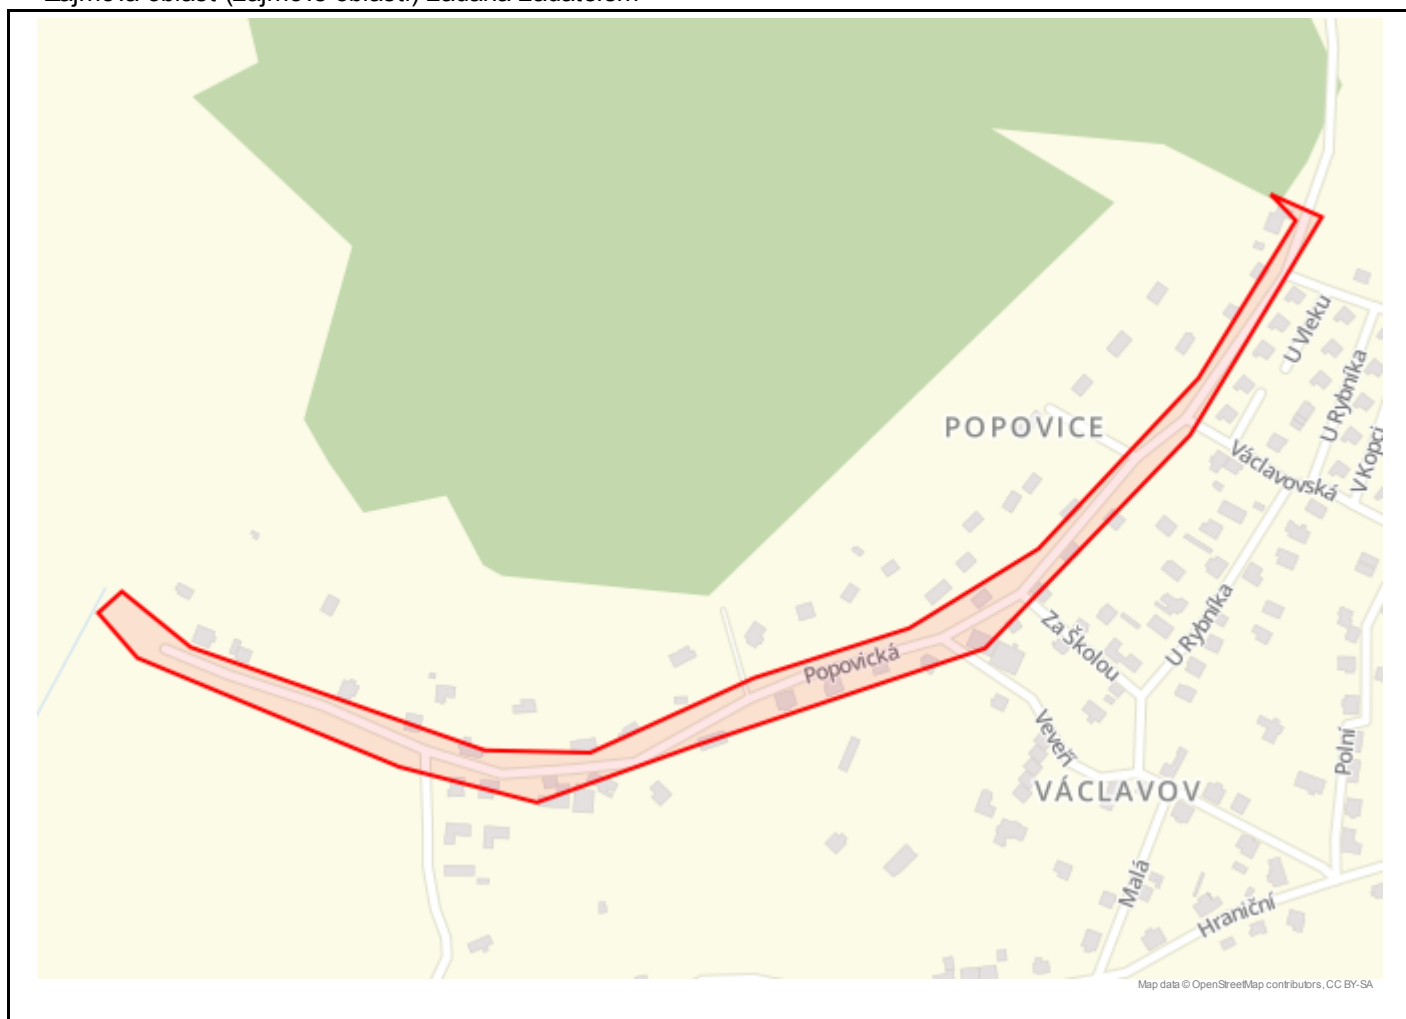 U Vleku
U Rybníka
POPOVICE
V Kopci
Václavovská
Za Školou
U Rybníka
Popovická
Veveří
Polní
VÁCLAVOV
Malá
Hraniční
Map data © OpenStreetMap contributors, CC BY-SA